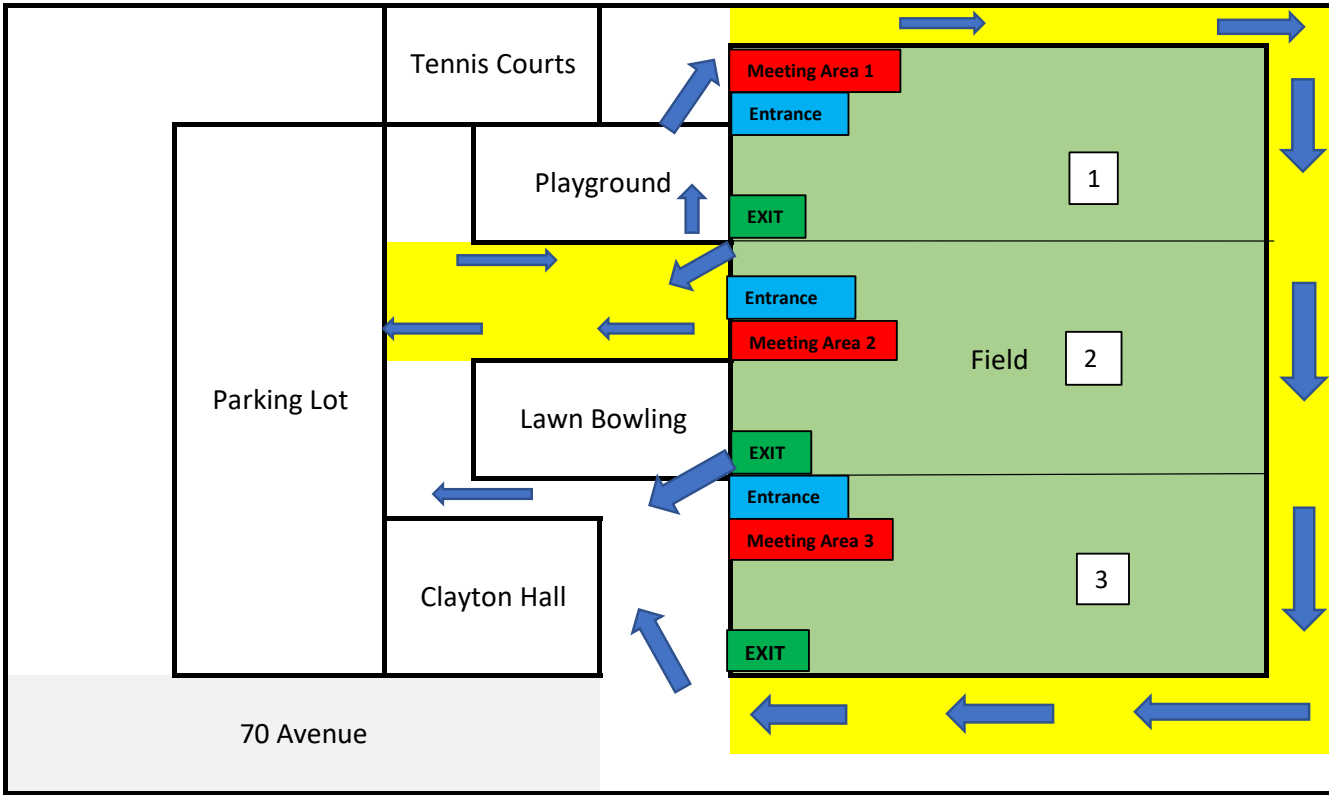 Tennis Courts
Meeting Area 1
Entrance
Playground
1
EXIT
Entrance
Meeting Area 2
Field
2
Parking Lot
Lawn Bowling
EXIT
Entrance
Meeting Area 3
Clayton Hall
3
EXIT
70 Avenue